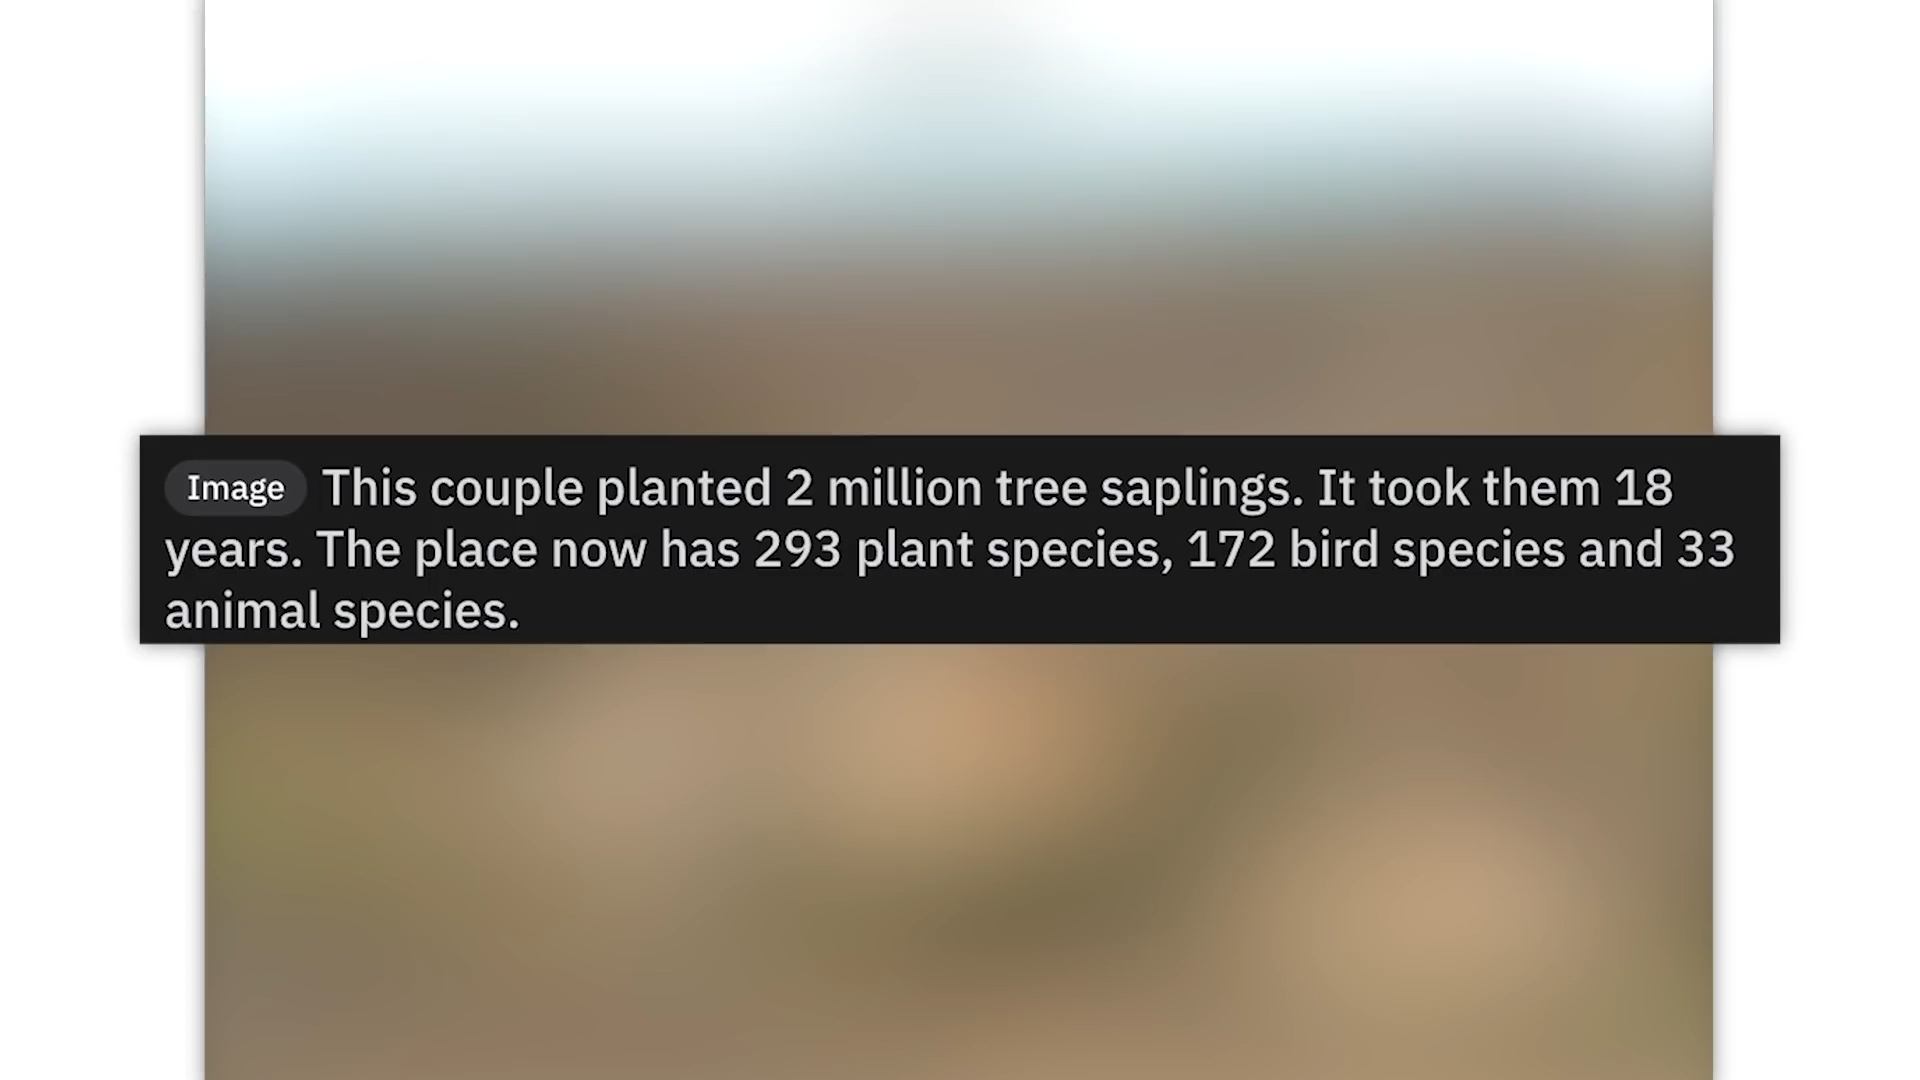 Image This couple planted 2 million tree saplings. It took them 18
years. The place now has 293 plant species, 172 bird species and 33
animal species.